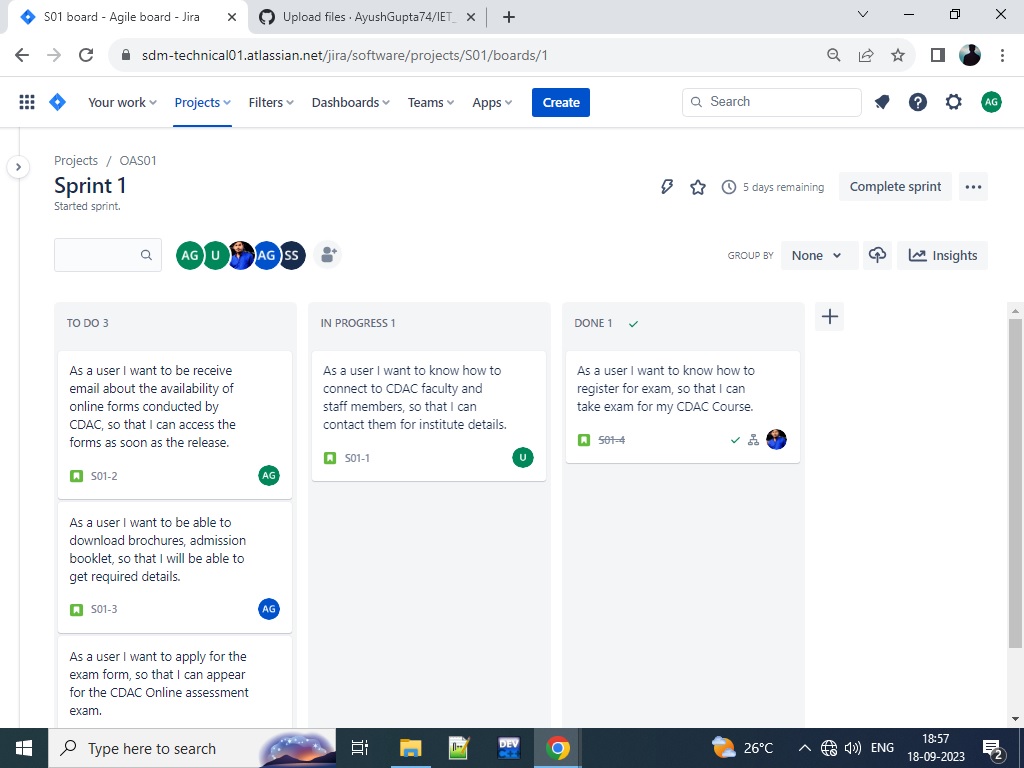 S01 board - Agile board - Jira
Upload files · AyushGupta74/IET_
sdm-technical01.atlassian.net/jira/software/projects/S01/boards/1
Your work Projects Filters Dashboards Teams Apps Create Search AG
Projects / OAS01
Sprint 1
Started sprint.
5 days remaining Complete sprint
AG U AG SS
GROUP BY None Insights
TO DO 3
As a user I want to be receive
email about the availability of
online forms conducted by
CDAC, so that I can access the
forms as soon as the release.
S01-2 AG
As a user I want to be able to
download brochures, admission
booklet, so that I will be able to
get required details.
S01-3 AG
As a user I want to apply for the
exam form, so that I can appear
for the CDAC Online assessment
exam.
IN PROGRESS 1
As a user I want to know how to
connect to CDAC faculty and
staff members, so that I can
contact them for institute details.
S01-1 U
DONE 1
As a user I want to know how to
register for exam, so that I can
take exam for my CDAC Course.
S01-4
Type here to search
DEV
26°C
ENG
18:57
18-09-2023
2